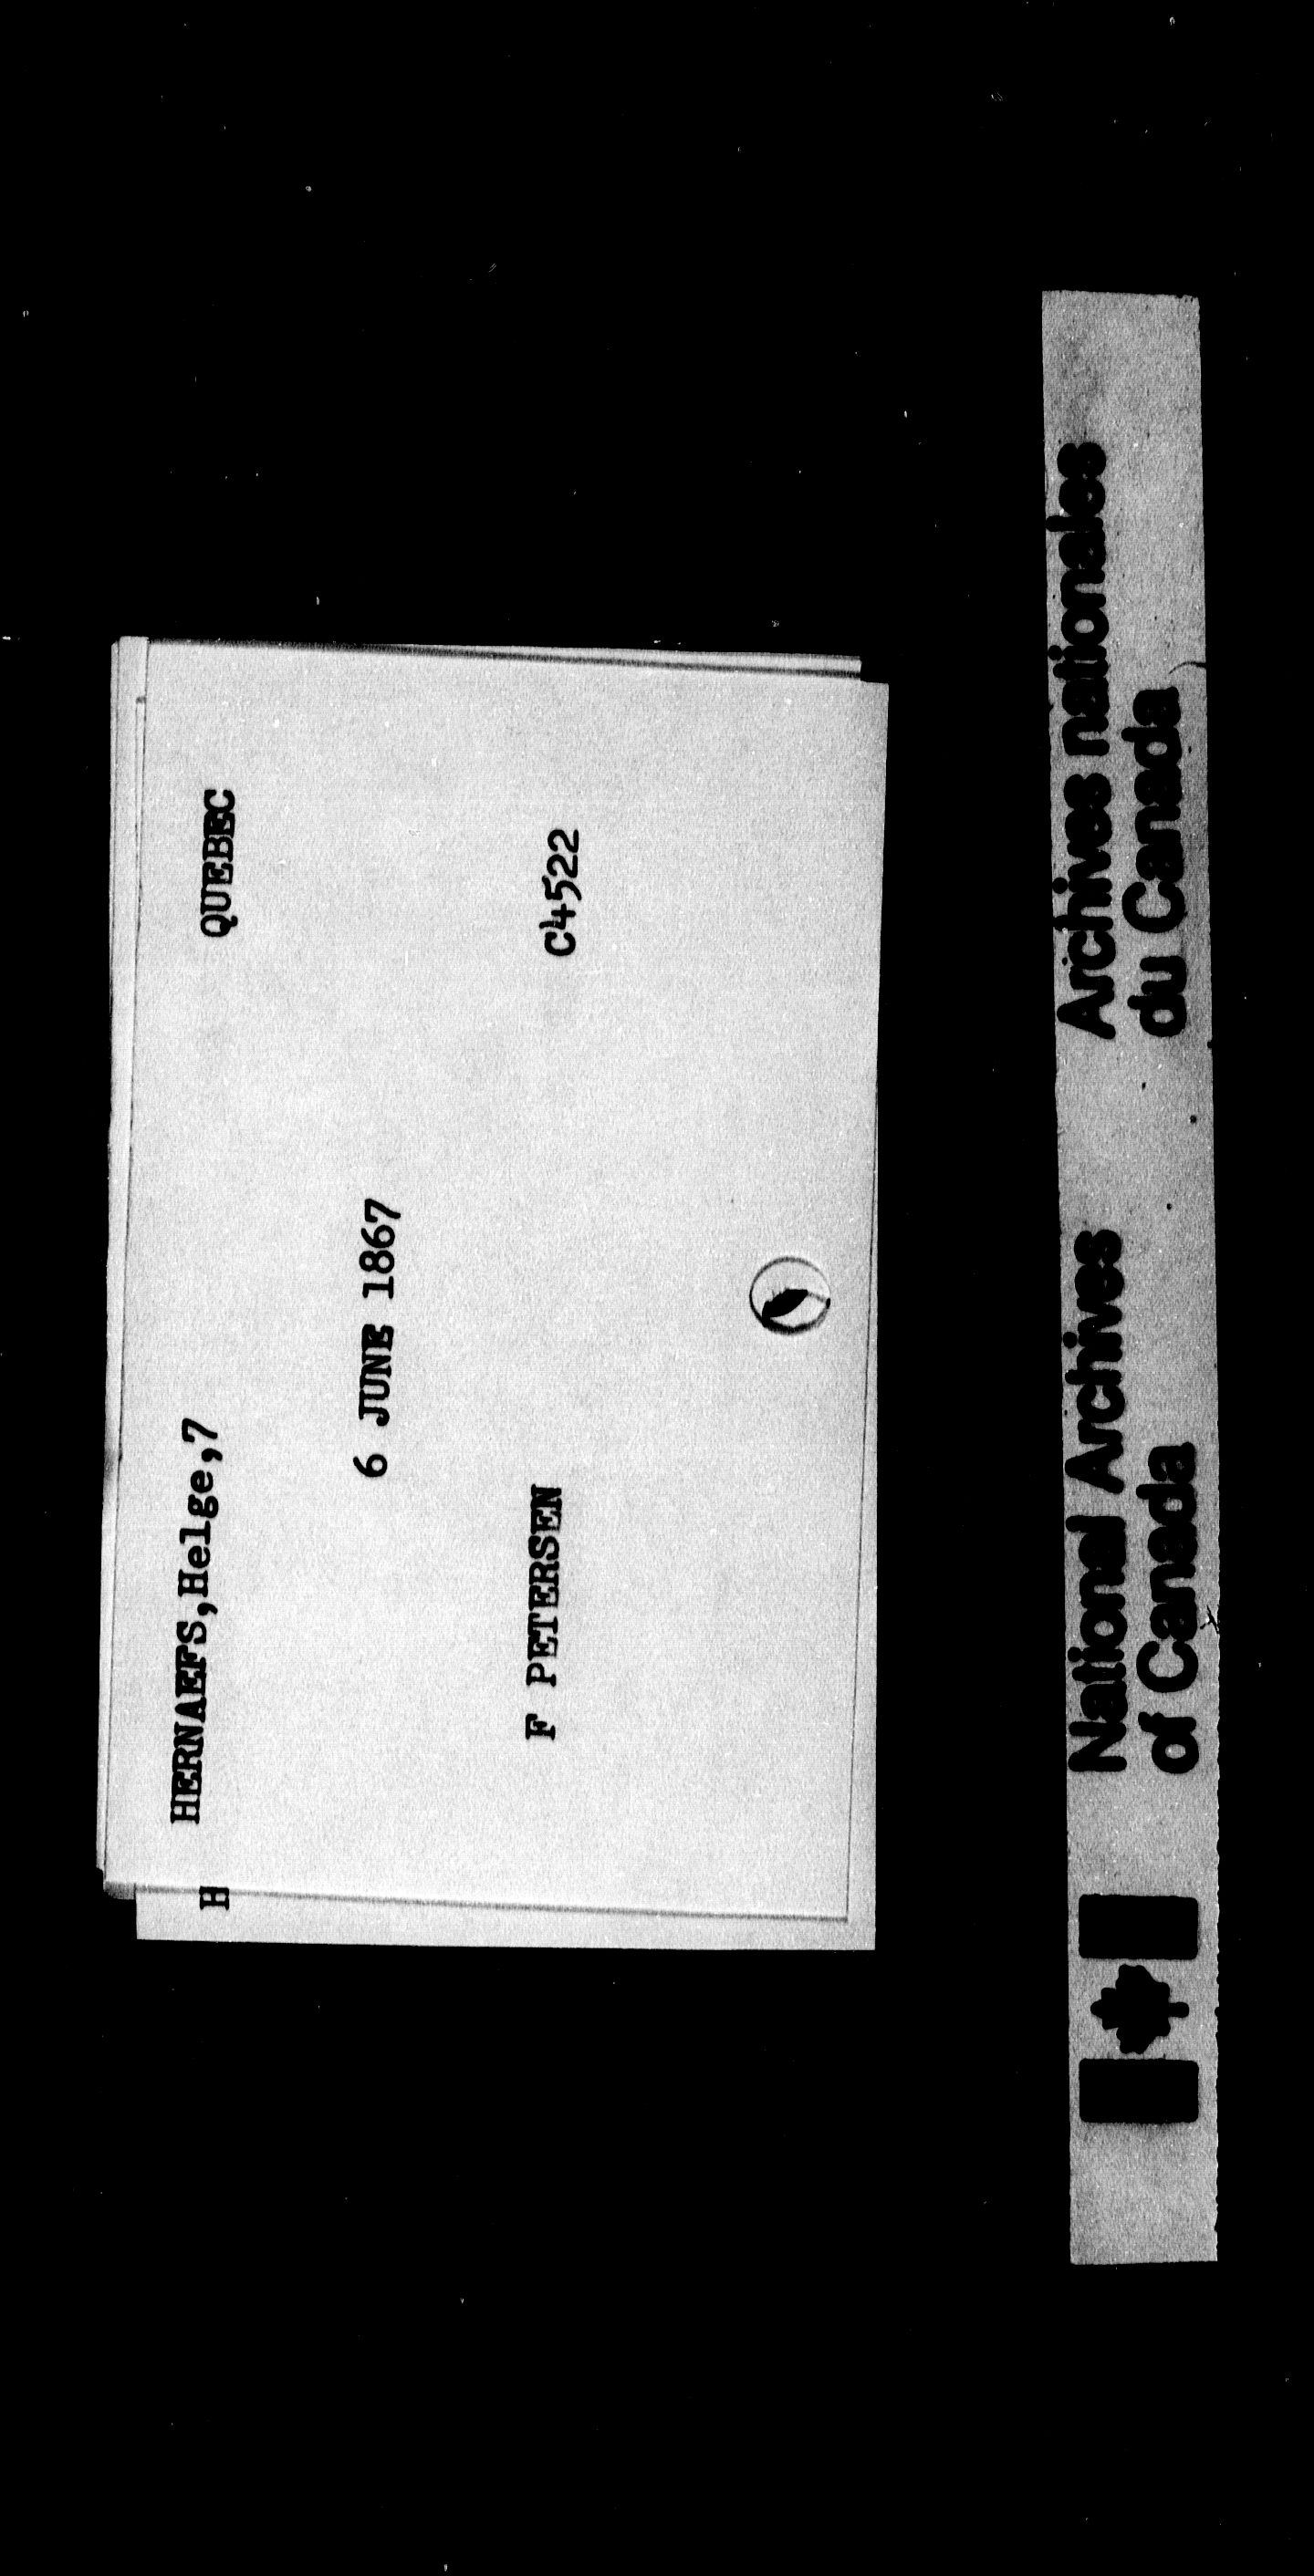 HERNAEFS,Helge,7 QUEBEC
H
6 JUNE 1867
F PETERSEN C4522
National Archives
of Canada
Archives nationales
du Canada